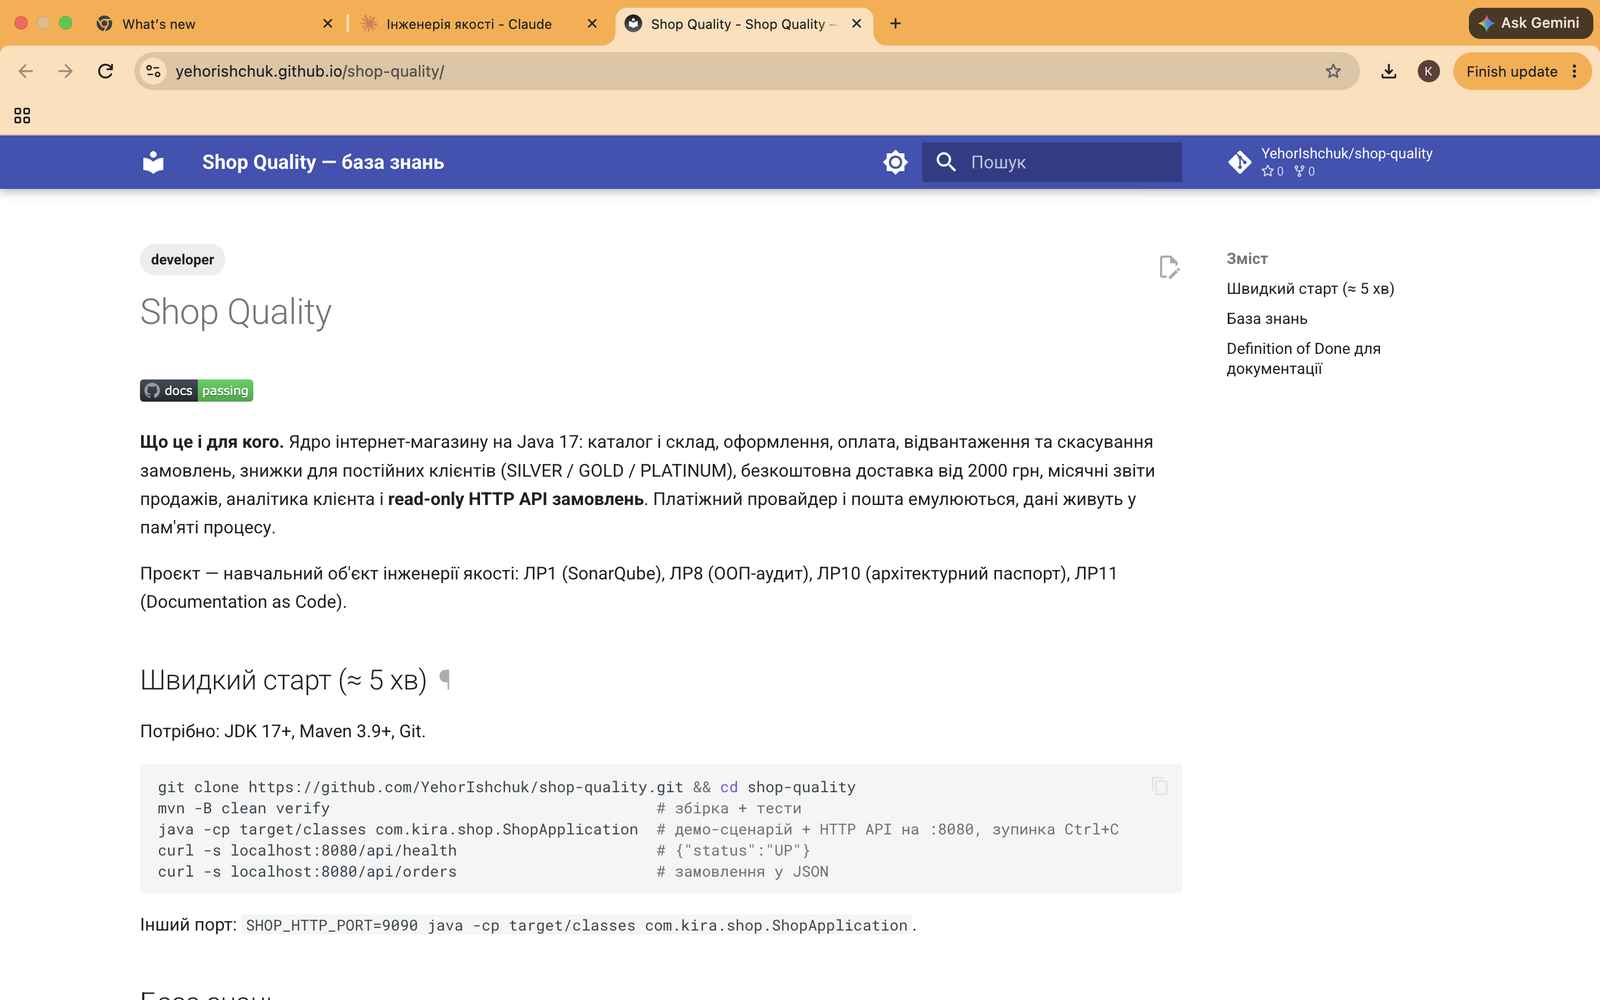 What's new
Інженерія якості - Claude
Shop Quality - Shop Quality —
Ask Gemini
yehorishchuk.github.io/shop-quality/
K
Finish update
Shop Quality — база знань
Пошук
YehorIshchuk/shop-quality
0 0
developer
Shop Quality
docs passing
Що це і для кого. Ядро інтернет-магазину на Java 17: каталог і склад, оформлення, оплата, відвантаження та скасування
замовлень, знижки для постійних клієнтів (SILVER / GOLD / PLATINUM), безкоштовна доставка від 2000 грн, місячні звіти
продажів, аналітика клієнта і read-only HTTP API замовлень. Платіжний провайдер і пошта емулюються, дані живуть у
пам'яті процесу.
Проєкт — навчальний об'єкт інженерії якості: ЛР1 (SonarQube), ЛР8 (ООП-аудит), ЛР10 (архітектурний паспорт), ЛР11
(Documentation as Code).
Швидкий старт (≈ 5 хв) ¶
Потрібно: JDK 17+, Maven 3.9+, Git.
git clone https://github.com/YehorIshchuk/shop-quality.git && cd shop-quality
mvn -B clean verify # збірка + тести
java -cp target/classes com.kira.shop.ShopApplication # демо-сценарій + HTTP API на :8080, зупинка Ctrl+C
curl -s localhost:8080/api/health # {"status":"UP"}
curl -s localhost:8080/api/orders # замовлення у JSON
Інший порт: SHOP_HTTP_PORT=9090 java -cp target/classes com.kira.shop.ShopApplication.
База знань
Зміст
Швидкий старт (≈ 5 хв)
База знань
Definition of Done для
документації